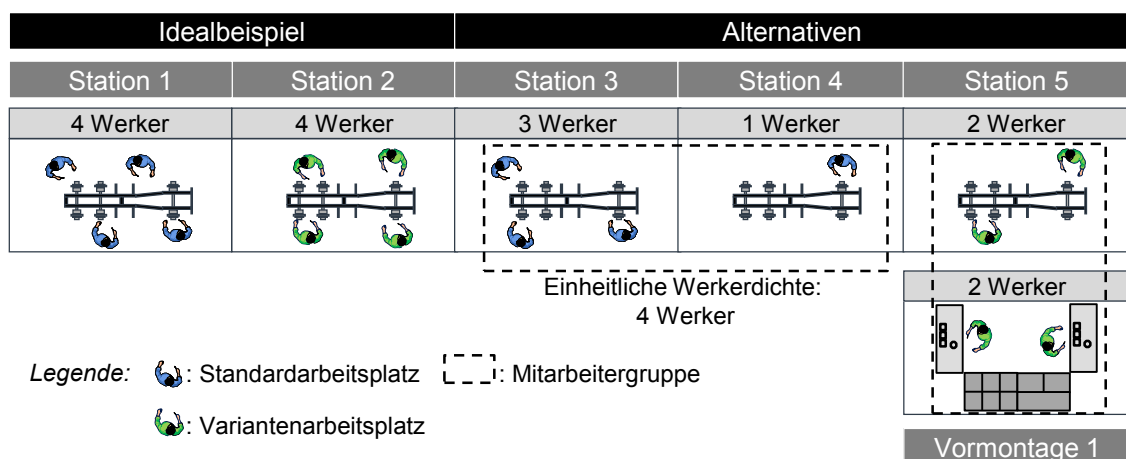 Idealbeispiel Alternativen
Station 1 Station 2 Station 3 Station 4 Station 5
4 Werker 4 Werker 3 Werker 1 Werker 2 Werker
Einheitliche Werkerdichte:
4 Werker
2 Werker
Legende: : Standardarbeitsplatz : Mitarbeitergruppe
: Variantenarbeitsplatz
Vormontage 1